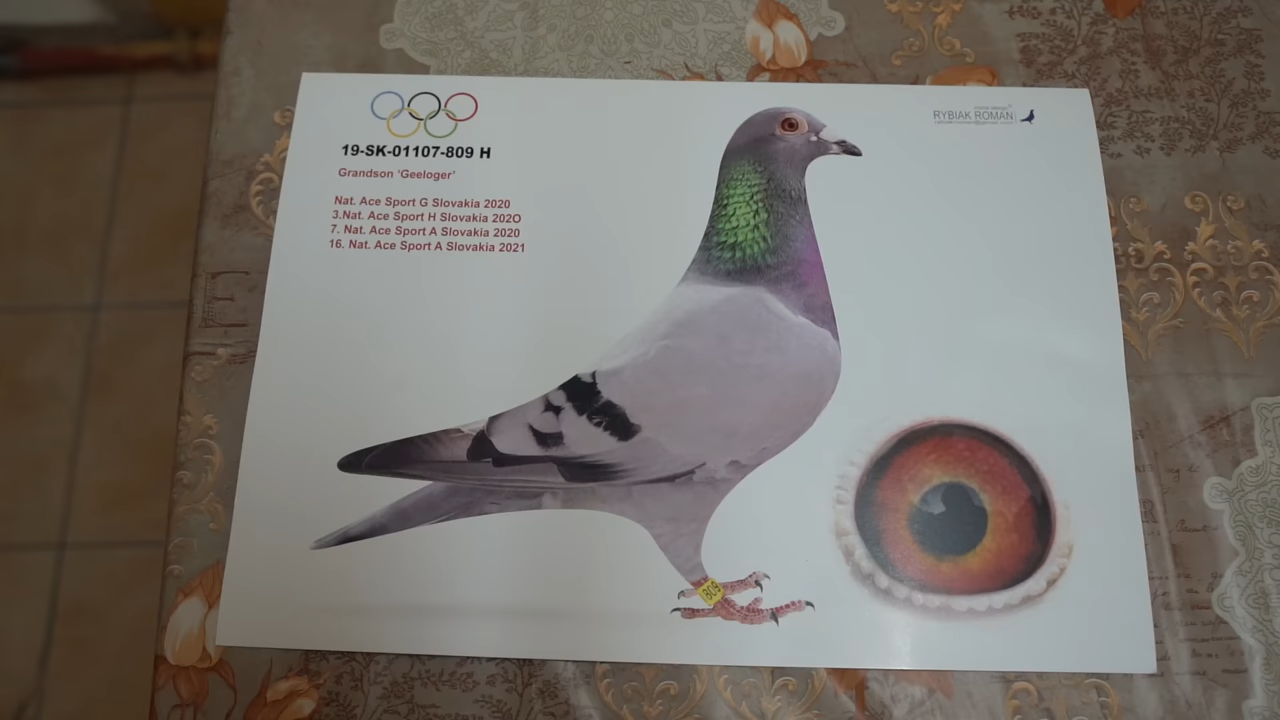 19-SK-01107-809 H
Grandson 'Geeloger'
Nat. Ace Sport G Slovakia 2020
3.Nat. Ace Sport H Slovakia 202O
7. Nat. Ace Sport A Slovakia 2020
16. Nat. Ace Sport A Slovakia 2021
RYBIAK ROMAN
809